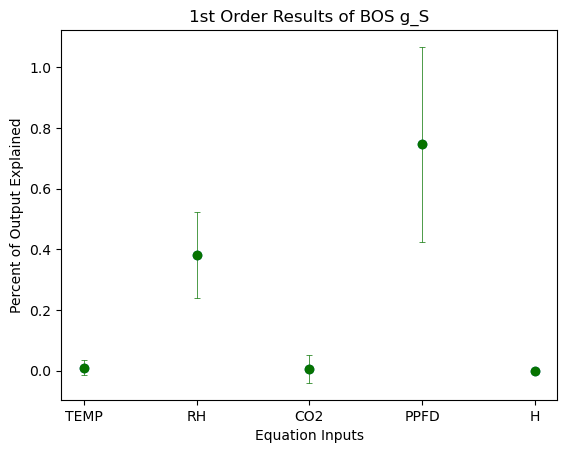 1st Order Results of BOS g_S
Percent of Output Explained
1.0
0.8
0.6
0.4
0.2
0.0
TEMP RH CO2 PPFD H
Equation Inputs